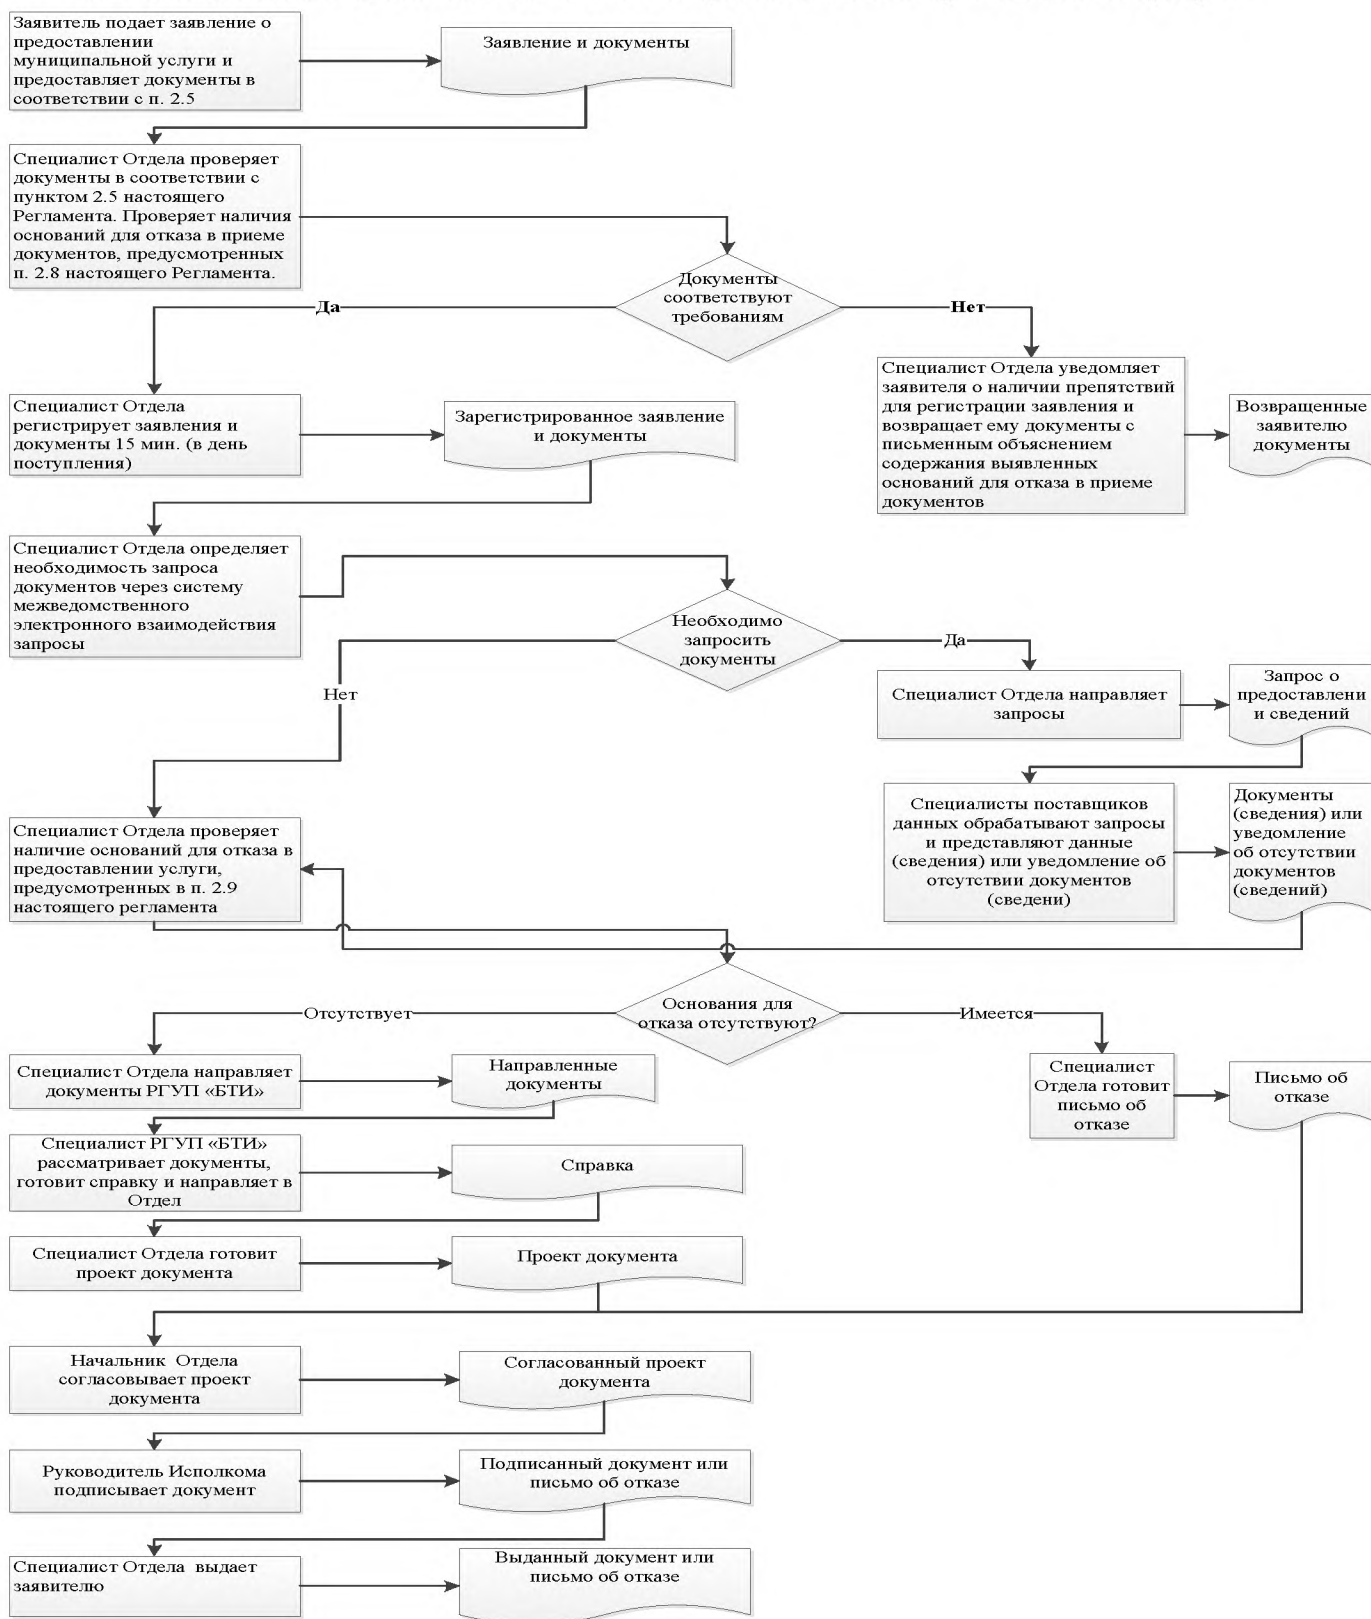 Заявитель подает заявление о
предоставлении
муниципальной услуги и
предоставляет документы в
соответствии с п. 2.5
Заявление и документы
Специалист Отдела проверяет
документы в соответствии с
пунктом 2.5 настоящего
Регламента. Проверяет наличия
оснований для отказа в приеме
документов, предусмотренных
п. 2.8 настоящего Регламента.
Документы
соответствуют
требованиям
Да
Нет
Специалист Отдела
регистрирует заявления и
документы 15 мин. (в день
поступления)
Зарегистрированное заявление
и документы
Специалист Отдела уведомляет
заявителя о наличии препятствий
для регистрации заявления и
возвращает ему документы с
письменным объяснением
содержания выявленных
оснований для отказа в приеме
документов
Возвращенные
заявителю
документы
Специалист Отдела определяет
необходимость запроса
документов через систему
межведомственного
электронного взаимодействия
запросы
Необходимо
запросить
документы
Да
Нет
Специалист Отдела направляет
запросы
Запрос о
предоставлени
и сведений
Специалисты поставщиков
данных обрабатывают запросы
и представляют данные
(сведения) или уведомление об
отсутствии документов
(сведени)
Документы
(сведения) или
уведомление
об отсутствии
документов
(сведений)
Специалист Отдела проверяет
наличие оснований для отказа в
предоставлении услуги,
предусмотренных в п. 2.9
настоящего регламента
Основания для
отказа отсутствуют?
Отсутствует
Имеется
Специалист Отдела направляет
документы РГУП «БТИ»
Направленные
документы
Специалист
Отдела готовит
письмо об
отказе
Письмо об
отказе
Специалист РГУП «БТИ»
рассматривает документы,
готовит справку и направляет в
Отдел
Справка
Специалист Отдела готовит
проект документа
Проект документа
Начальник Отдела
согласовывает проект
документа
Согласованный проект
документа
Руководитель Исполкома
подписывает документ
Подписанный документ или
письмо об отказе
Специалист Отдела выдает
заявителю
Выданный документ или
письмо об отказе